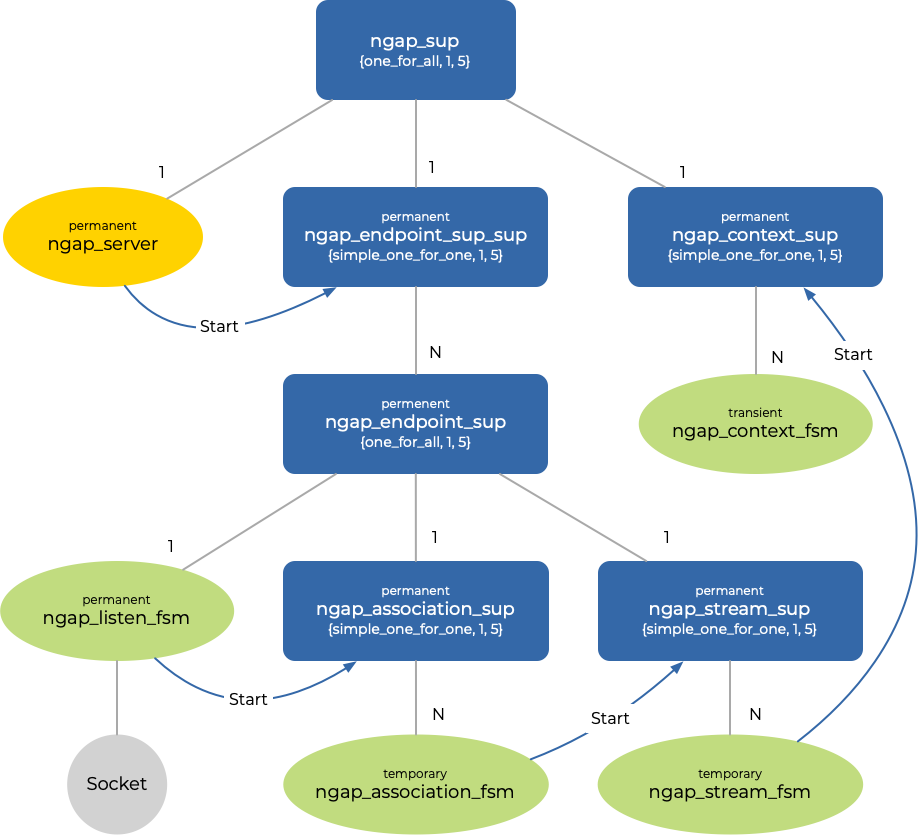 ngap_sup
{one_for_all, 1, 5}
1
1
1
permanent
ngap_server
permanent
ngap_endpoint_sup_sup
{simple_one_for_one, 1, 5}
permanent
ngap_context_sup
{simple_one_for_one, 1, 5}
Start
N
Start
N
permenent
ngap_endpoint_sup
{one_for_all, 1, 5}
transient
ngap_context_fsm
1
1
1
permanent
ngap_listen_fsm
permanent
ngap_association_sup
{simple_one_for_one, 1, 5}
permanent
ngap_stream_sup
{simple_one_for_one, 1, 5}
Start
N
Start
N
Socket
temporary
ngap_association_fsm
temporary
ngap_stream_fsm